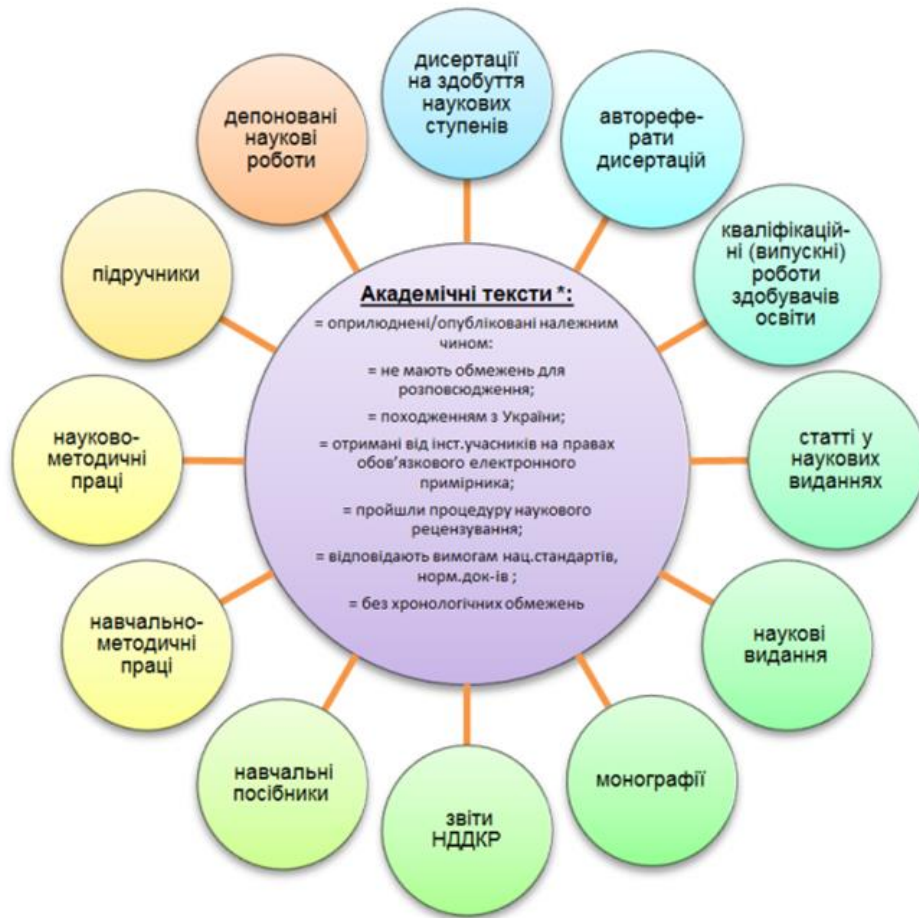 дисертації
на здобуття
наукових
ступенів
авторефе-
рати
дисертацій
кваліфікацій-
ні (випускні)
роботи
здобувачів
освіти
статті у
наукових
виданнях
наукові
видання
монографії
звіти
НДДКР
навчальні
посібники
навчально-
методичні
праці
науково-
методичні
праці
підручники
депоновані
наукові
роботи
Академічні тексти *:
= оприлюднені/опубліковані належним
чином:
= не мають обмежень для
розповсюдження;
= походженням з України;
= отримані від інст.учасників на правах
обов’язкового електронного
примірника;
= пройшли процедуру наукового
рецензування;
= відповідають вимогам нац.стандартів,
норм.док-ів ;
= без хронологічних обмежень